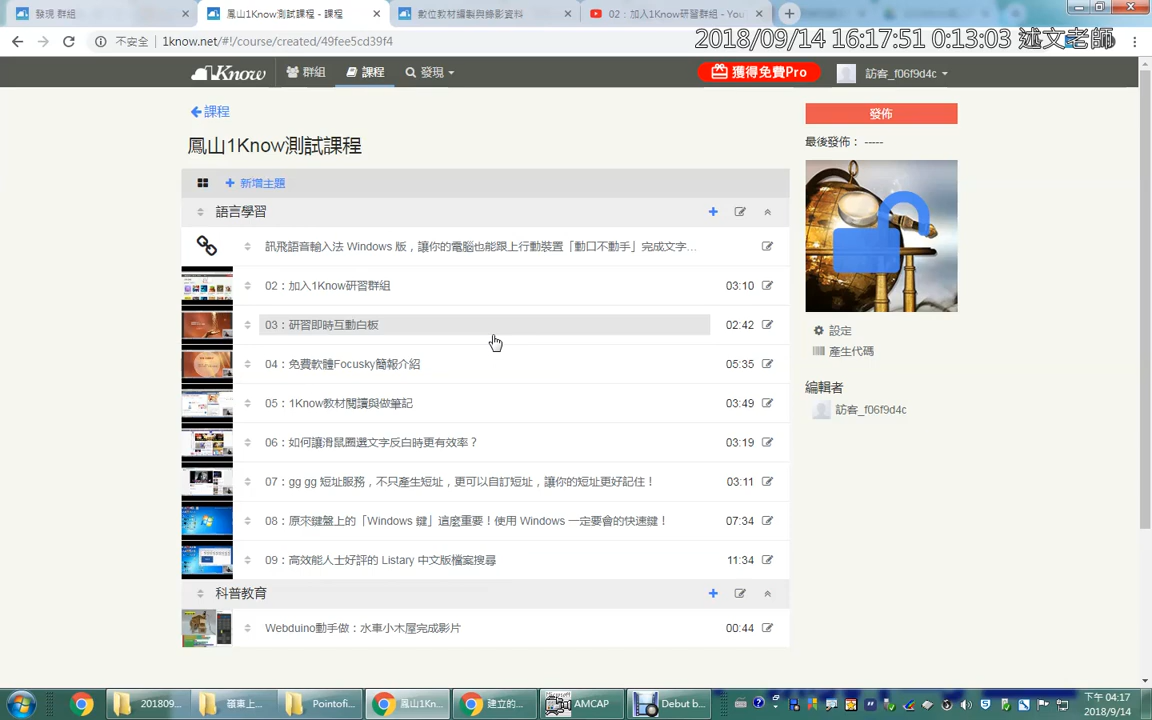 發現 群組
鳳山1Know測試課程 - 課程
數位教材編製與錄影資料
02：加入1Know研習群組 - You
不安全
1know.net/#!/course/created/49fee5cd39f4
2018/09/14 16:17:51 0:13:03 述文老師
1Know
群組
課程
發現
獲得免費Pro
訪客_f06f9d4c
課程
鳳山1Know測試課程
新增主題
語言學習
訊飛語音輸入法 Windows 版，讓你的電腦也能跟上行動裝置「動口不動手」完成文字…
02：加入1Know研習群組 03:10
03：研習即時互動白板 02:42
04：免費軟體Focusky簡報介紹 05:35
05：1Know教材閱讀與做筆記 03:49
06：如何讓滑鼠圈選文字反白時更有效率？ 03:19
07：gg gg 短址服務，不只產生短址，更可以自訂短址，讓你的短址更好記住！ 03:11
08：原來鍵盤上的「Windows 鍵」這麼重要！使用 Windows 一定要會的快速鍵！ 07:34
09：高效能人士好評的 Listary 中文版檔案搜尋 11:34
科普教育
Webduino動手做：水車小木屋完成影片 00:44
發佈
最後發佈： -----
設定
產生代碼
編輯者
訪客_f06f9d4c
201809...
Pointofi...
鳳山1Kn...
建立的...
AMCAP
Debut b...
下午 04:17
2018/9/14